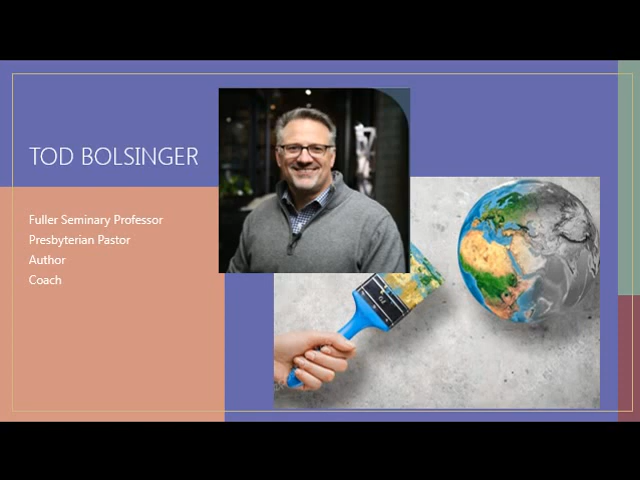 TOD BOLSINGER
Fuller Seminary Professor
Presbyterian Pastor
Author
Coach